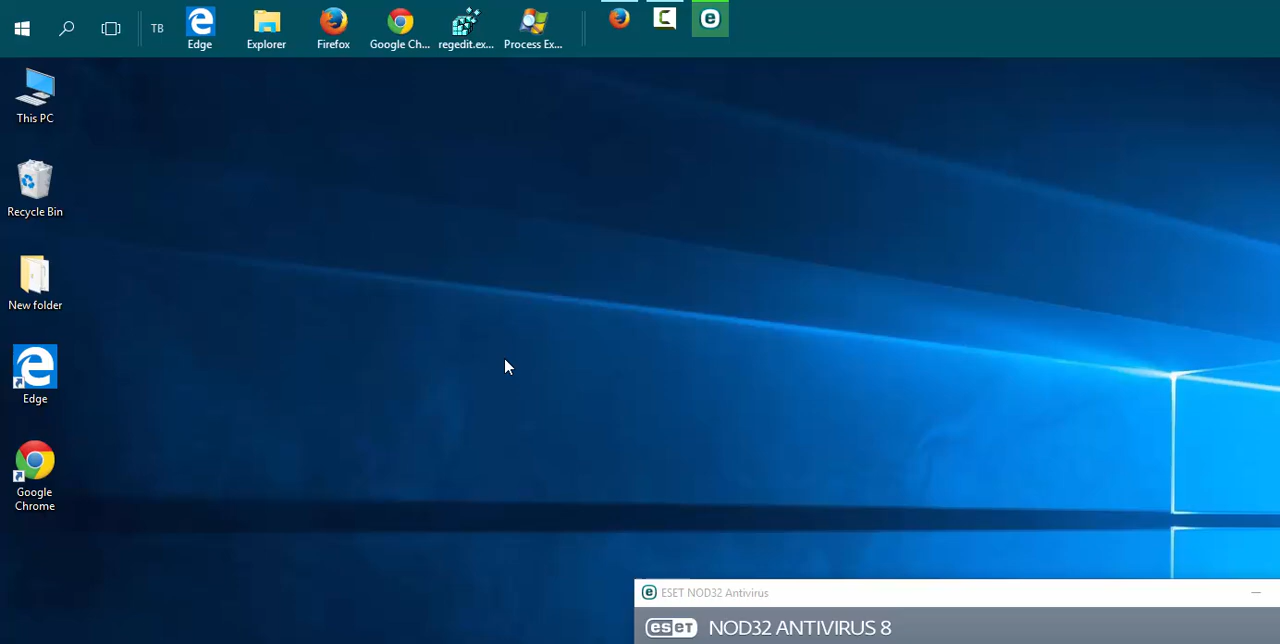 TB
Edge
Explorer
Firefox
Google Ch...
regedit.ex...
Process Ex...
This PC
Recycle Bin
New folder
Edge
Google
Chrome
ESET NOD32 Antivirus
eseT NOD32 ANTIVIRUS 8